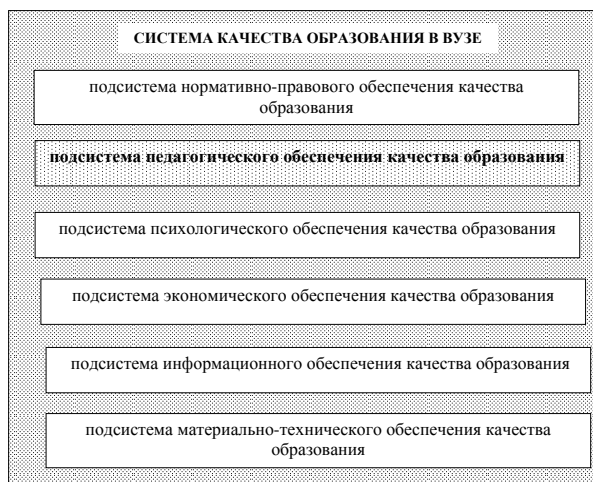 СИСТЕМА КАЧЕСТВА ОБРАЗОВАНИЯ В ВУЗЕ
подсистема нормативно-правового обеспечения качества
образования
подсистема педагогического обеспечения качества образования
подсистема психологического обеспечения качества образования
подсистема экономического обеспечения качества образования
подсистема информационного обеспечения качества образования
подсистема материально-технического обеспечения качества
образования